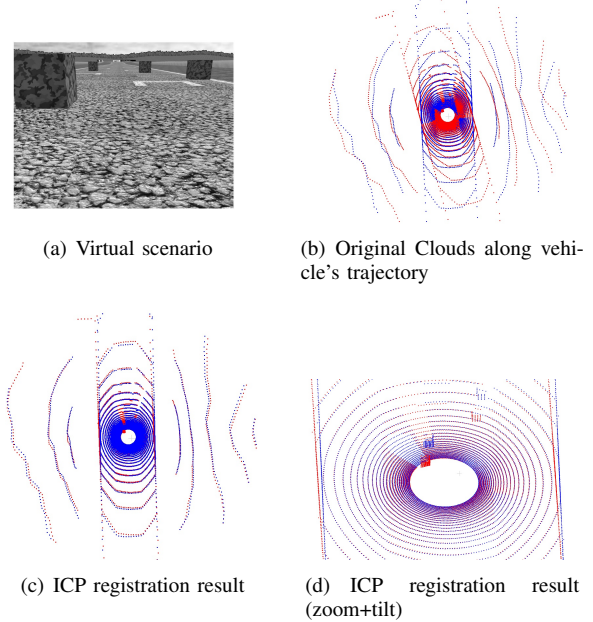 (a) Virtual scenario
(b) Original Clouds along vehi-
cle's trajectory
(c) ICP registration result
(d) ICP registration result
(zoom+tilt)